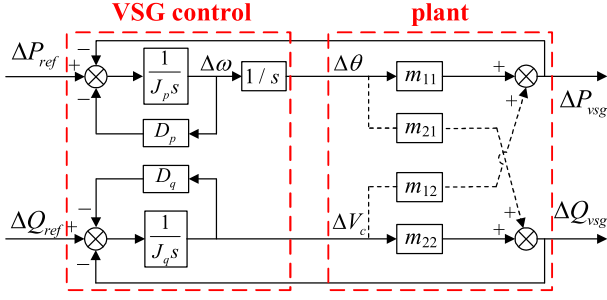 VSG control plant
ΔP_ref + − − 1/(J_p s) Δω 1/s Δθ m_11 + + ΔP_vsg
D_p m_21
D_q m_12
ΔQ_ref + − − 1/(J_q s) ΔV_c m_22 + + ΔQ_vsg